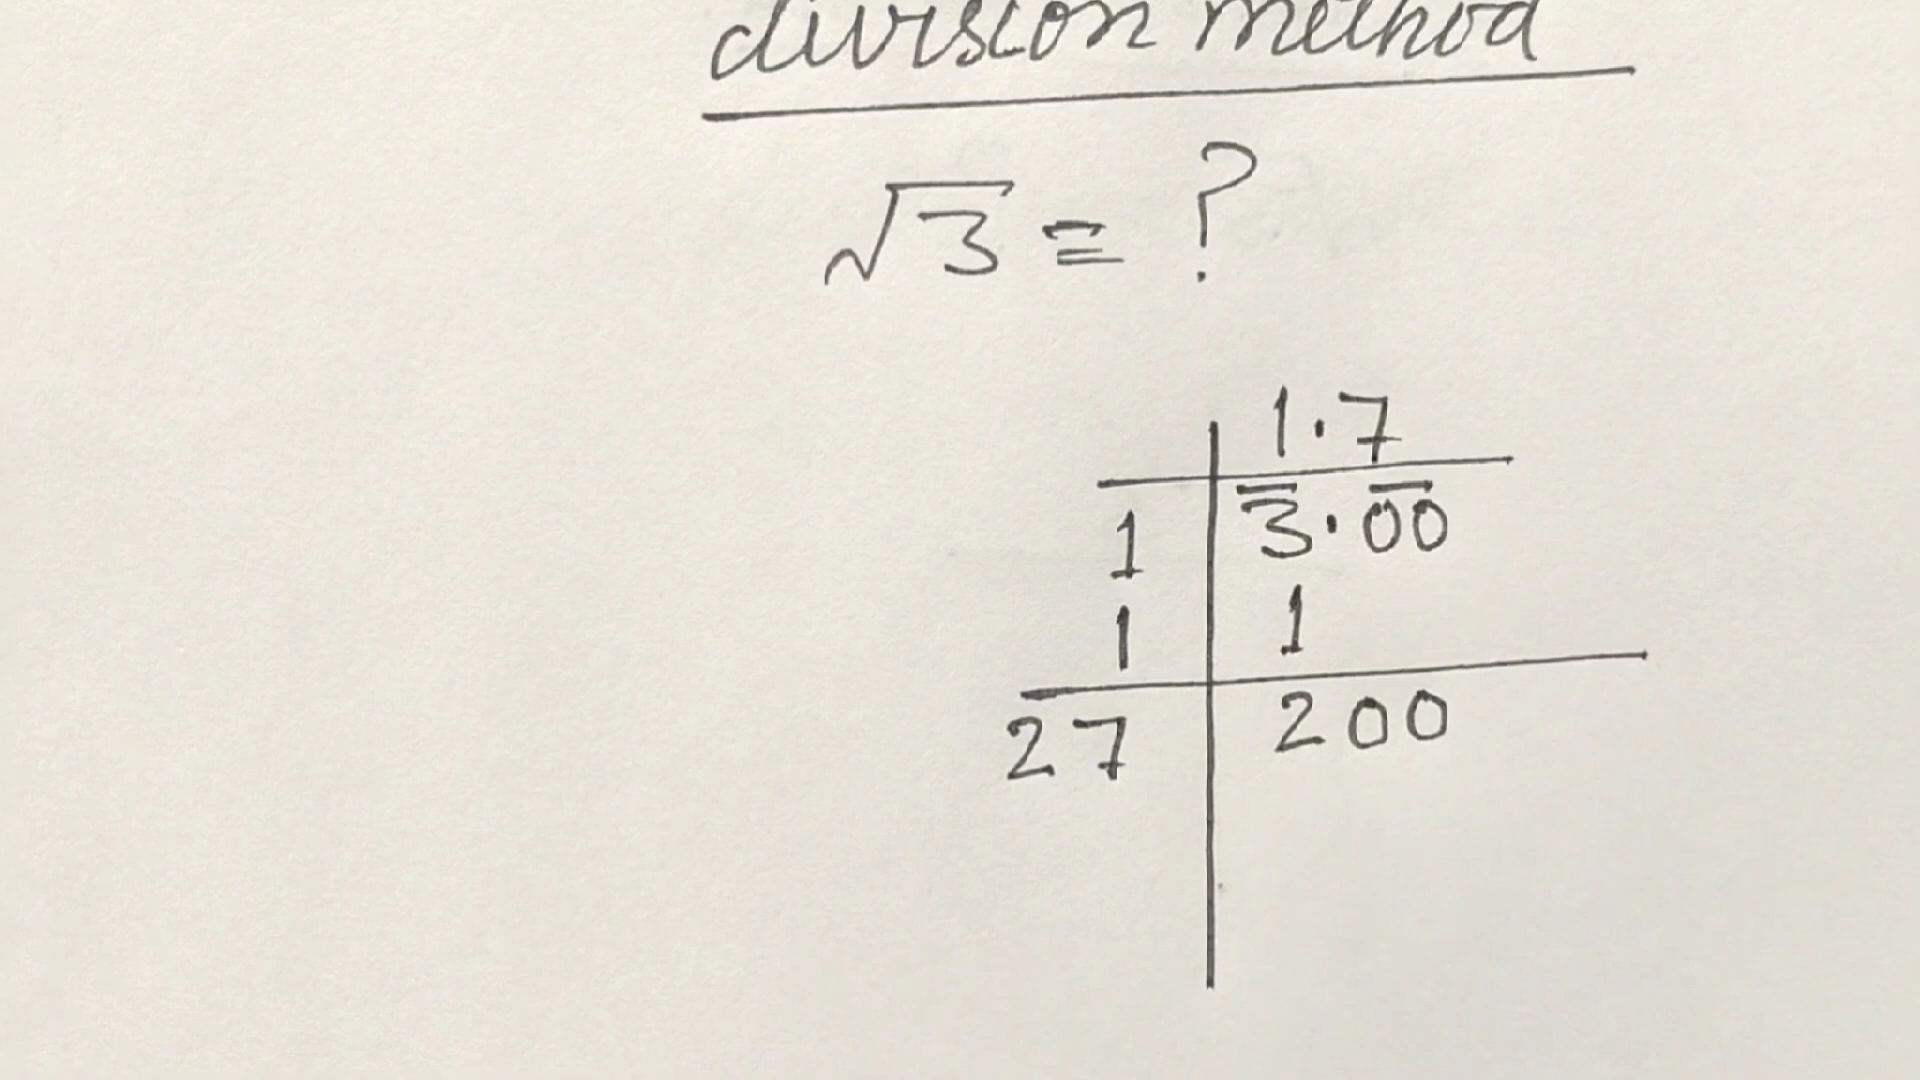 division method
√3 = ?
1.7
1 3.00
1 1
27 200